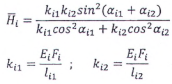 H̅ᵢ = (kᵢ₁kᵢ₂sin²(αᵢ₁ + αᵢ₂)) / (kᵢ₁cos²αᵢ₁ + kᵢ₂cos²αᵢ₂)
kᵢ₁ = EᵢFᵢ / lᵢ₁ ; kᵢ₂ = EᵢFᵢ / lᵢ₂